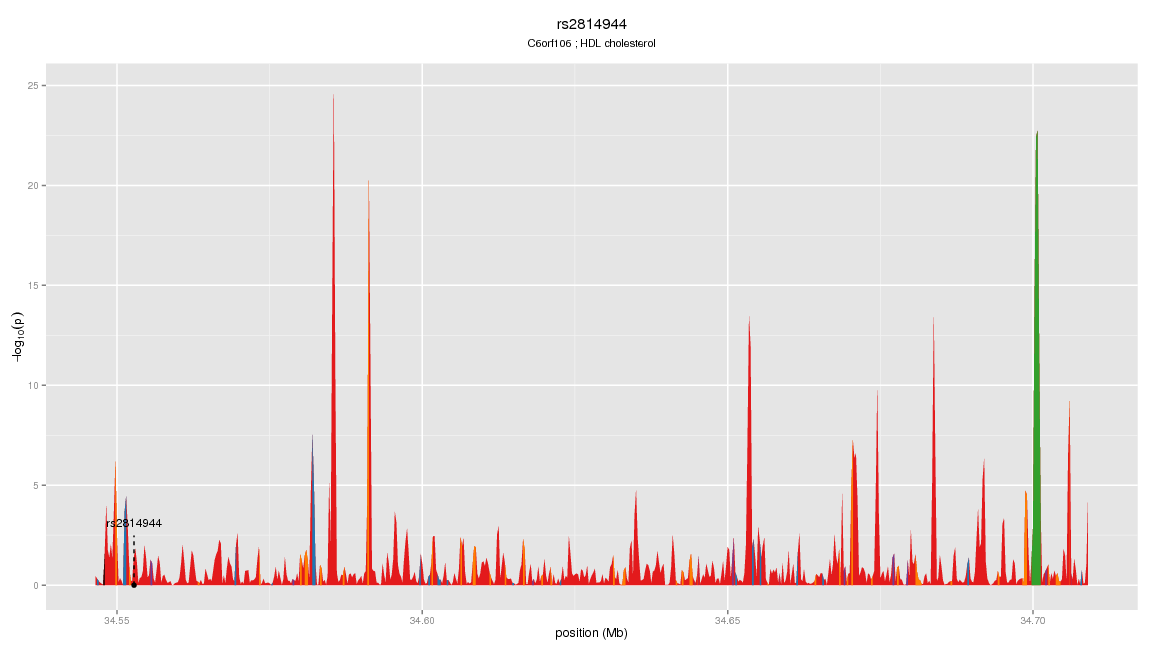 rs2814944
C6orf106 ; HDL cholesterol
25
20
15
10
5
0
−log10(p)
rs2814944
34.55
34.60
34.65
34.70
position (Mb)